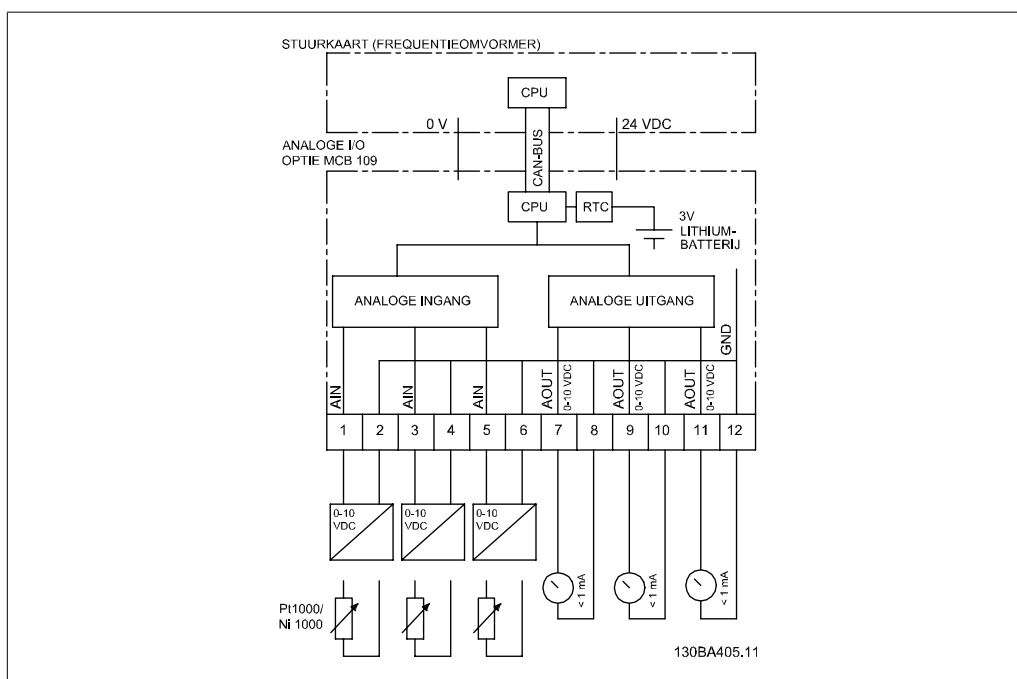 STUURKAART (FREQUENTIEOMVORMER)
CPU
0 V
24 VDC
CAN-BUS
ANALOGE I/O
OPTIE MCB 109
CPU
RTC
3V
LITHIUM-
BATTERIJ
ANALOGE INGANG
ANALOGE UITGANG
GND
AIN
AIN
AIN
AOUT
0-10 VDC
AOUT
0-10 VDC
AOUT
0-10 VDC
1 2 3 4 5 6 7 8 9 10 11 12
0-10
VDC
0-10
VDC
0-10
VDC
< 1 mA
< 1 mA
< 1 mA
Pt1000/
Ni 1000
130BA405.11